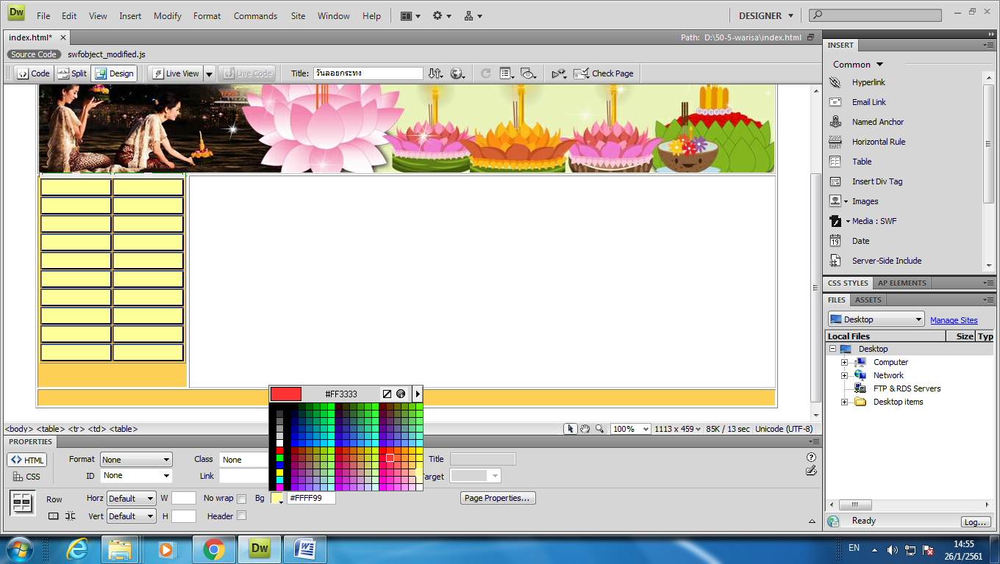 Dw File Edit View Insert Modify Format Commands Site Window Help DESIGNER
index.html* Path: D:\50-5-warisa\index.html
Source Code swfobject_modified.js
Code Split Design Live View Live Code Title: วันลอยกระทง Check Page
INSERT
Common
Hyperlink
Email Link
Named Anchor
Horizontal Rule
Table
Insert Div Tag
Images
Media : SWF
Date
Server-Side Include
CSS STYLES AP ELEMENTS
FILES ASSETS
Desktop Manage Sites
Local Files Size Typ
Desktop
Computer
Network
FTP & RDS Servers
Desktop items
#FF3333
<body> <table> <tr> <td> <table> 100% 1113 x 459 85K / 13 sec Unicode (UTF-8)
PROPERTIES
<> HTML Format None Class None Title
CSS ID None Link Target
Row Horz Default W No wrap Bg #FFFF99 Page Properties...
Vert Default H Header
Ready Log...
Dw EN 14:55
26/1/2561